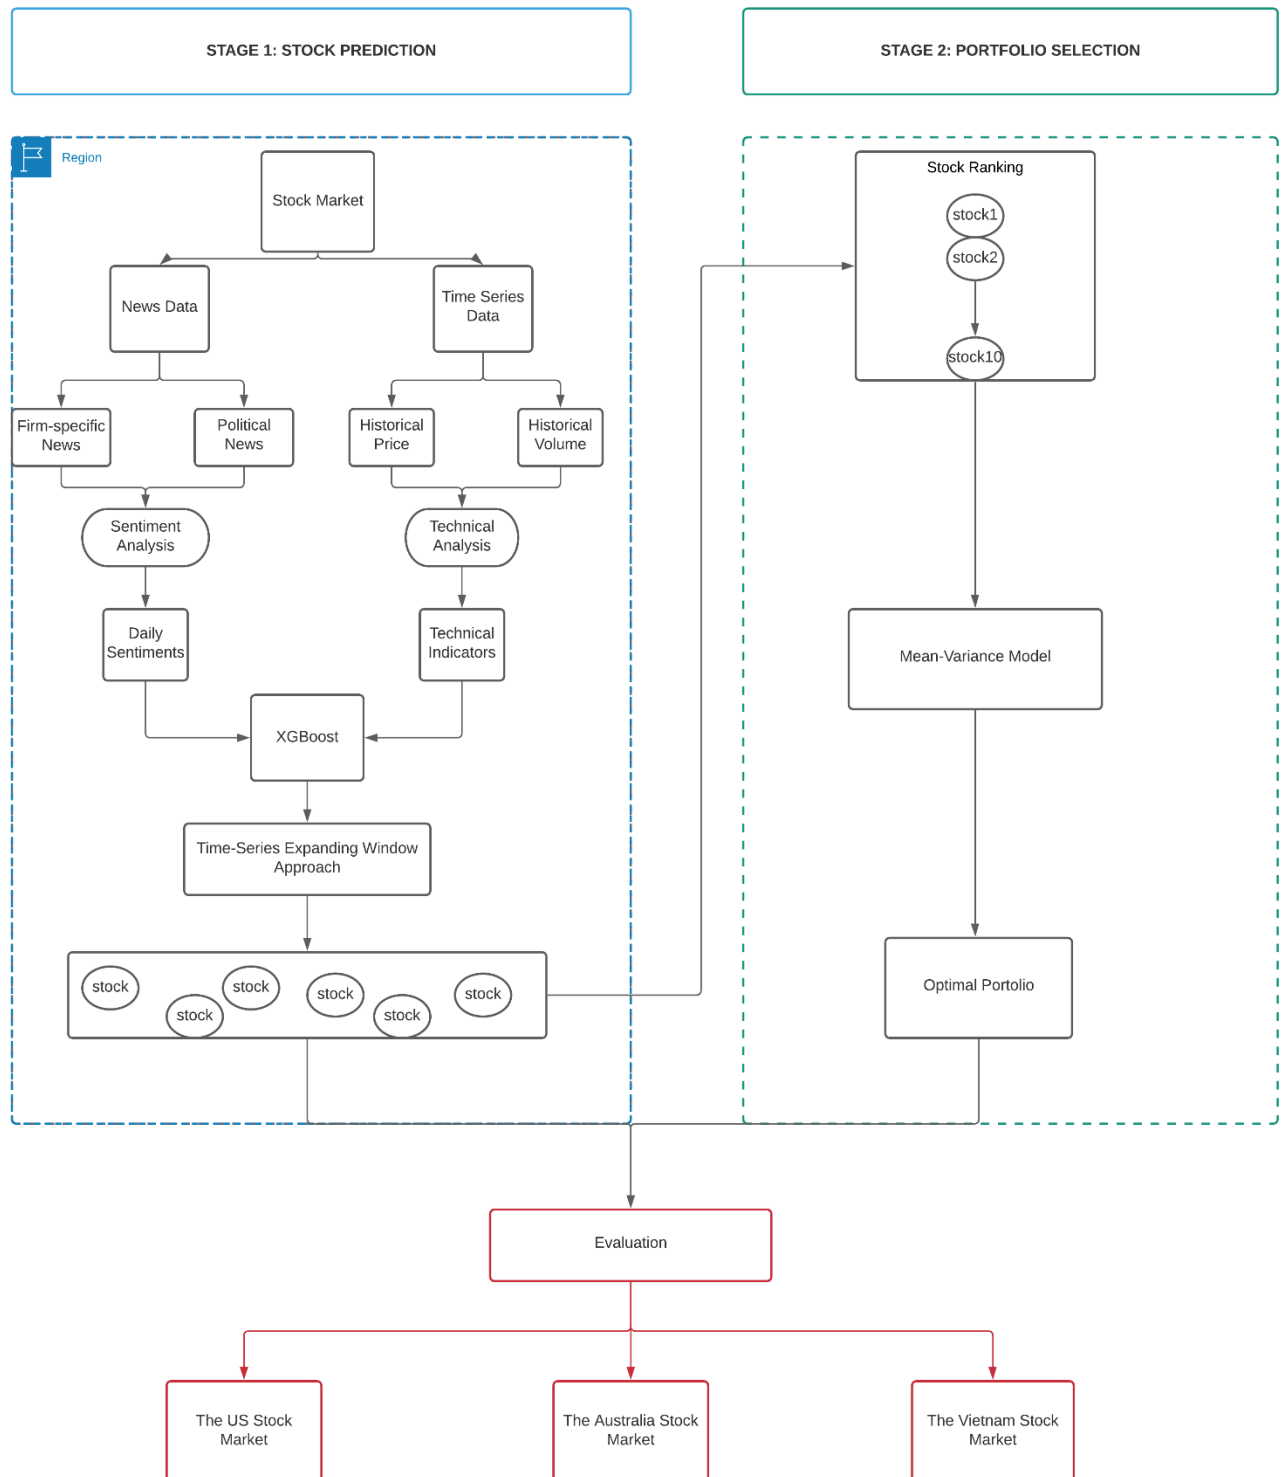 STAGE 1: STOCK PREDICTION
STAGE 2: PORTFOLIO SELECTION
Region
Stock Market
News Data
Time Series
Data
Firm-specific
News
Political
News
Historical
Price
Historical
Volume
Sentiment
Analysis
Technical
Analysis
Daily
Sentiments
Technical
Indicators
XGBoost
Time-Series Expanding Window
Approach
stock
stock
stock
stock
stock
stock
Stock Ranking
stock1
stock2
stock10
Mean-Variance Model
Optimal Portolio
Evaluation
The US Stock
Market
The Australia Stock
Market
The Vietnam Stock
Market